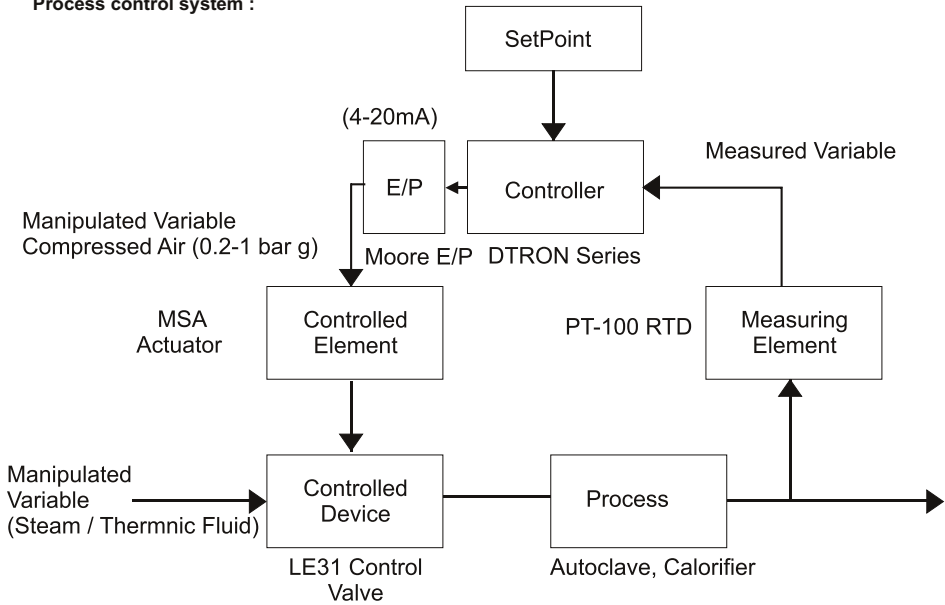 Process control system :
SetPoint
(4-20mA)
E/P
Controller
Measured Variable
Manipulated Variable
Compressed Air (0.2-1 bar g)
Moore E/P
DTRON Series
MSA
Actuator
Controlled
Element
PT-100 RTD
Measuring
Element
Manipulated
Variable
(Steam / Thermnic Fluid)
Controlled
Device
Process
LE31 Control
Valve
Autoclave, Calorifier